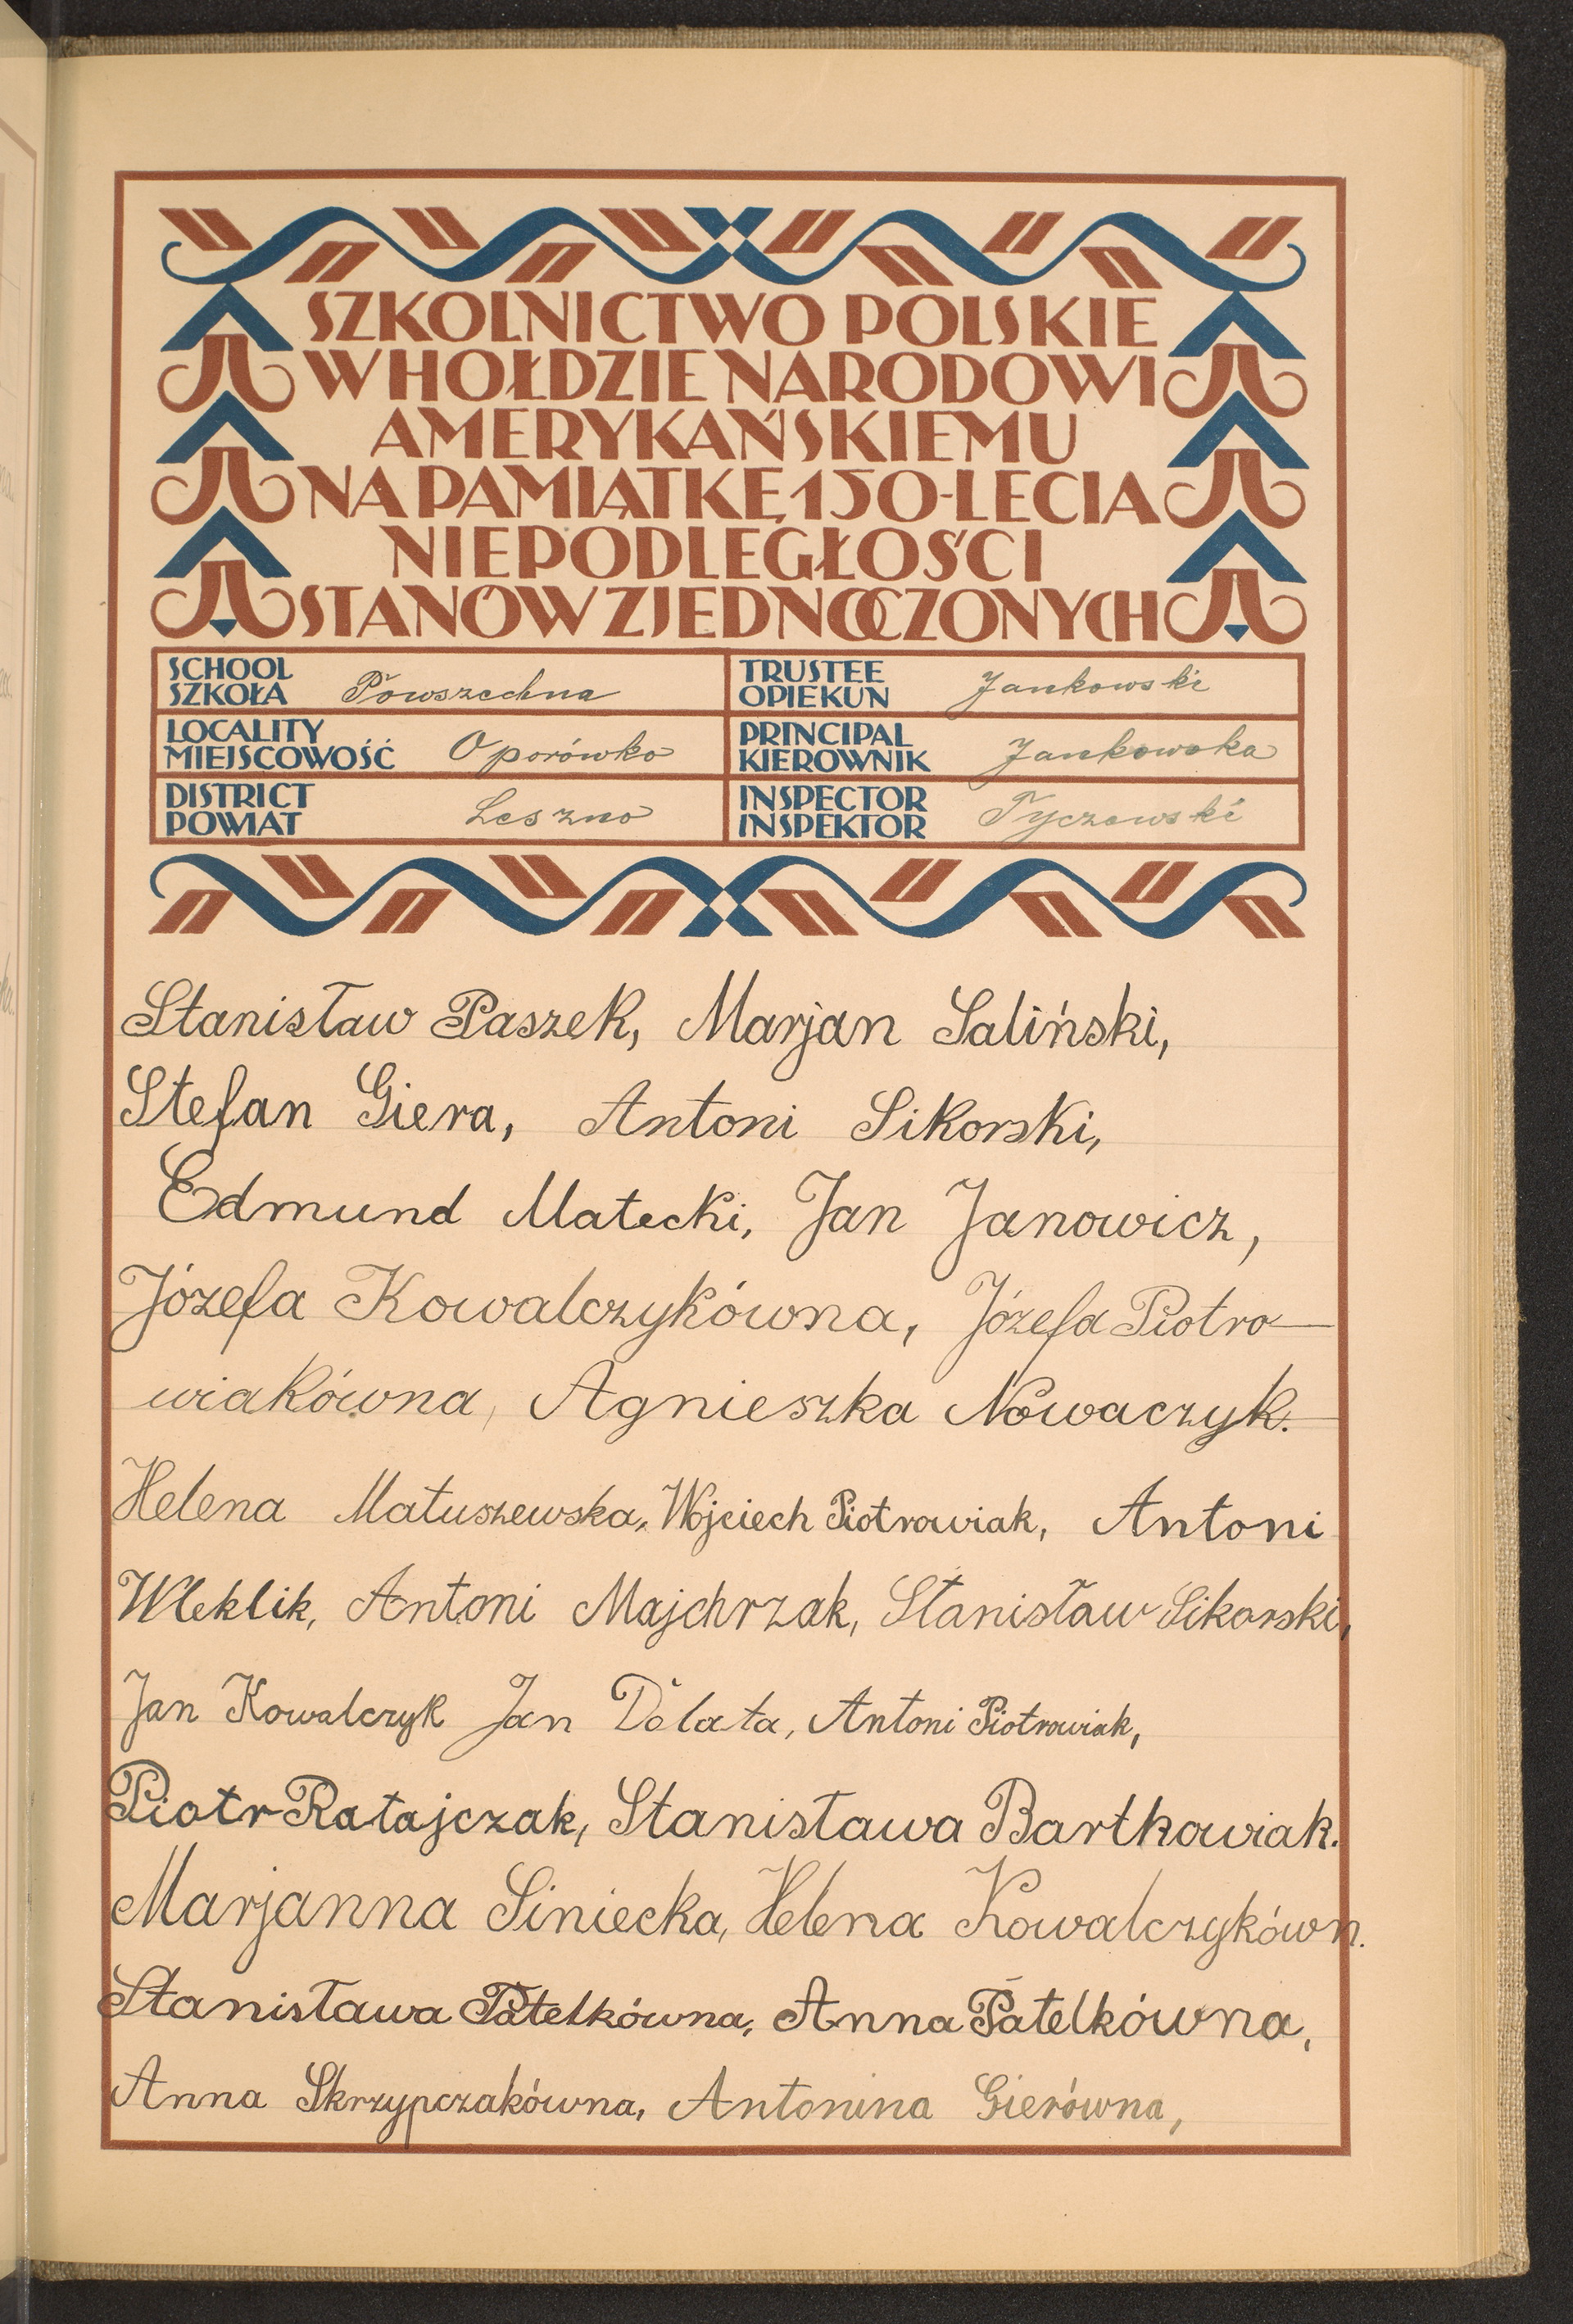 SZKOLNICTWO POLSKIE
W HOŁDZIE NARODOWI
AMERYKAŃSKIEMU
NA PAMIĄTKĘ 150-LECIA
NIEPODLEGŁOŚCI
STANÓW ZJEDNOCZONYCH
SCHOOL
SZKOŁA Powszechna
TRUSTEE
OPIEKUN Jankowski
LOCALITY
MIEJSCOWOŚĆ Oporówko
PRINCIPAL
KIEROWNIK Jankowska
DISTRICT
POWIAT Leszno
INSPECTOR
INSPEKTOR Tyczewski
Stanisław Paszek, Marjan Saliński,
Stefan Giera, Antoni Sikorski,
Edmund Matecki, Jan Janowicz,
Józefa Kowalczykówna, Józefa Piotro-
wiakówna, Agnieszka Nowaczyk.
Helena Matuszewska, Wojciech Piotrowiak, Antoni
Wleklik, Antoni Majchrzak, Stanisław Sikorski,
Jan Kowalczyk Jan Dolata, Antoni Piotrowiak,
Piotr Ratajczak, Stanisława Bartkowiak.
Marjanna Siniecka, Helena Kowalczykówn.
Stanisława Patelkówna, Anna Patelkówna,
Anna Skrzypczakówna, Antonina Gierówna,